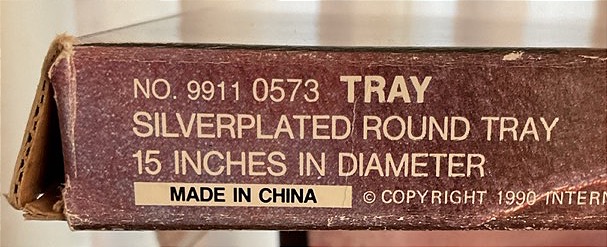 NO. 9911 0573 TRAY
SILVERPLATED ROUND TRAY
15 INCHES IN DIAMETER
MADE IN CHINA © COPYRIGHT 1990